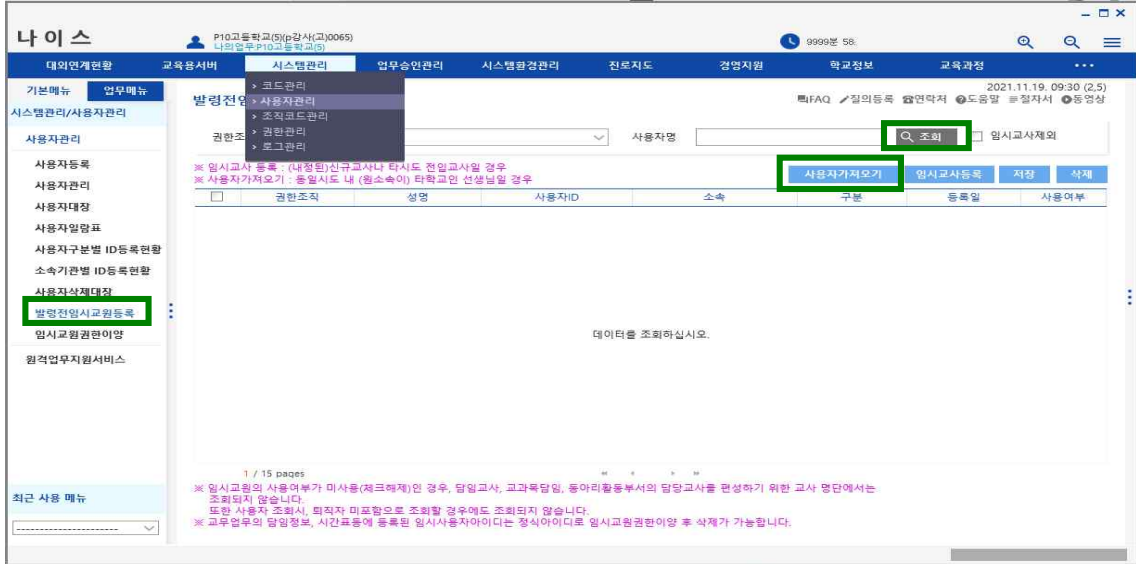 나이스
P10고등학교(5)(p강사(고)0065)
나의업무:P10고등학교(5)
9999분 58.
대외연계현황 교육용서버 시스템관리 업무승인관리 시스템환경관리 진로지도 경영지원 학교정보 교육과정 ...
기본메뉴 업무메뉴
시스템관리/사용자관리
사용자관리
사용자등록
사용자관리
사용자대장
사용자일람표
사용자구분별 ID등록현황
소속기관별 ID등록현황
사용자삭제대장
발령전임시교원등록
임시교원권한이양
원격업무지원서비스
최근 사용 메뉴
----------------------
> 코드관리
> 사용자관리
> 조직코드관리
> 권한관리
> 로그관리
2021.11.19. 09:30 (2,5)
발령전임
FAQ 질의등록 연락처 도움말 절차서 동영상
권한조 사용자명 조회 임시교사제외
※ 임시교사 등록 : (내정된)신규교사나 타시도 전입교사일 경우
※ 사용자가져오기 : 동일시도 내 (원소속이) 타학교인 선생님일 경우
사용자가져오기 임시교사등록 저장 삭제
권한조직 성명 사용자ID 소속 구분 등록일 사용여부
데이터를 조회하십시오.
1 / 15 pages « ‹ › »
※ 임시교원의 사용여부가 미사용(체크해제)인 경우, 담임교사, 교과목담임, 동아리활동부서의 담당교사를 편성하기 위한 교사 명단에서는
조회되지 않습니다.
또한 사용자 조회시, 퇴직자 미포함으로 조회할 경우에도 조회되지 않습니다.
※ 교무업무의 담임정보, 시간표등에 등록된 임시사용자아이디는 정식아이디로 임시교원권한이양 후 삭제가 가능합니다.